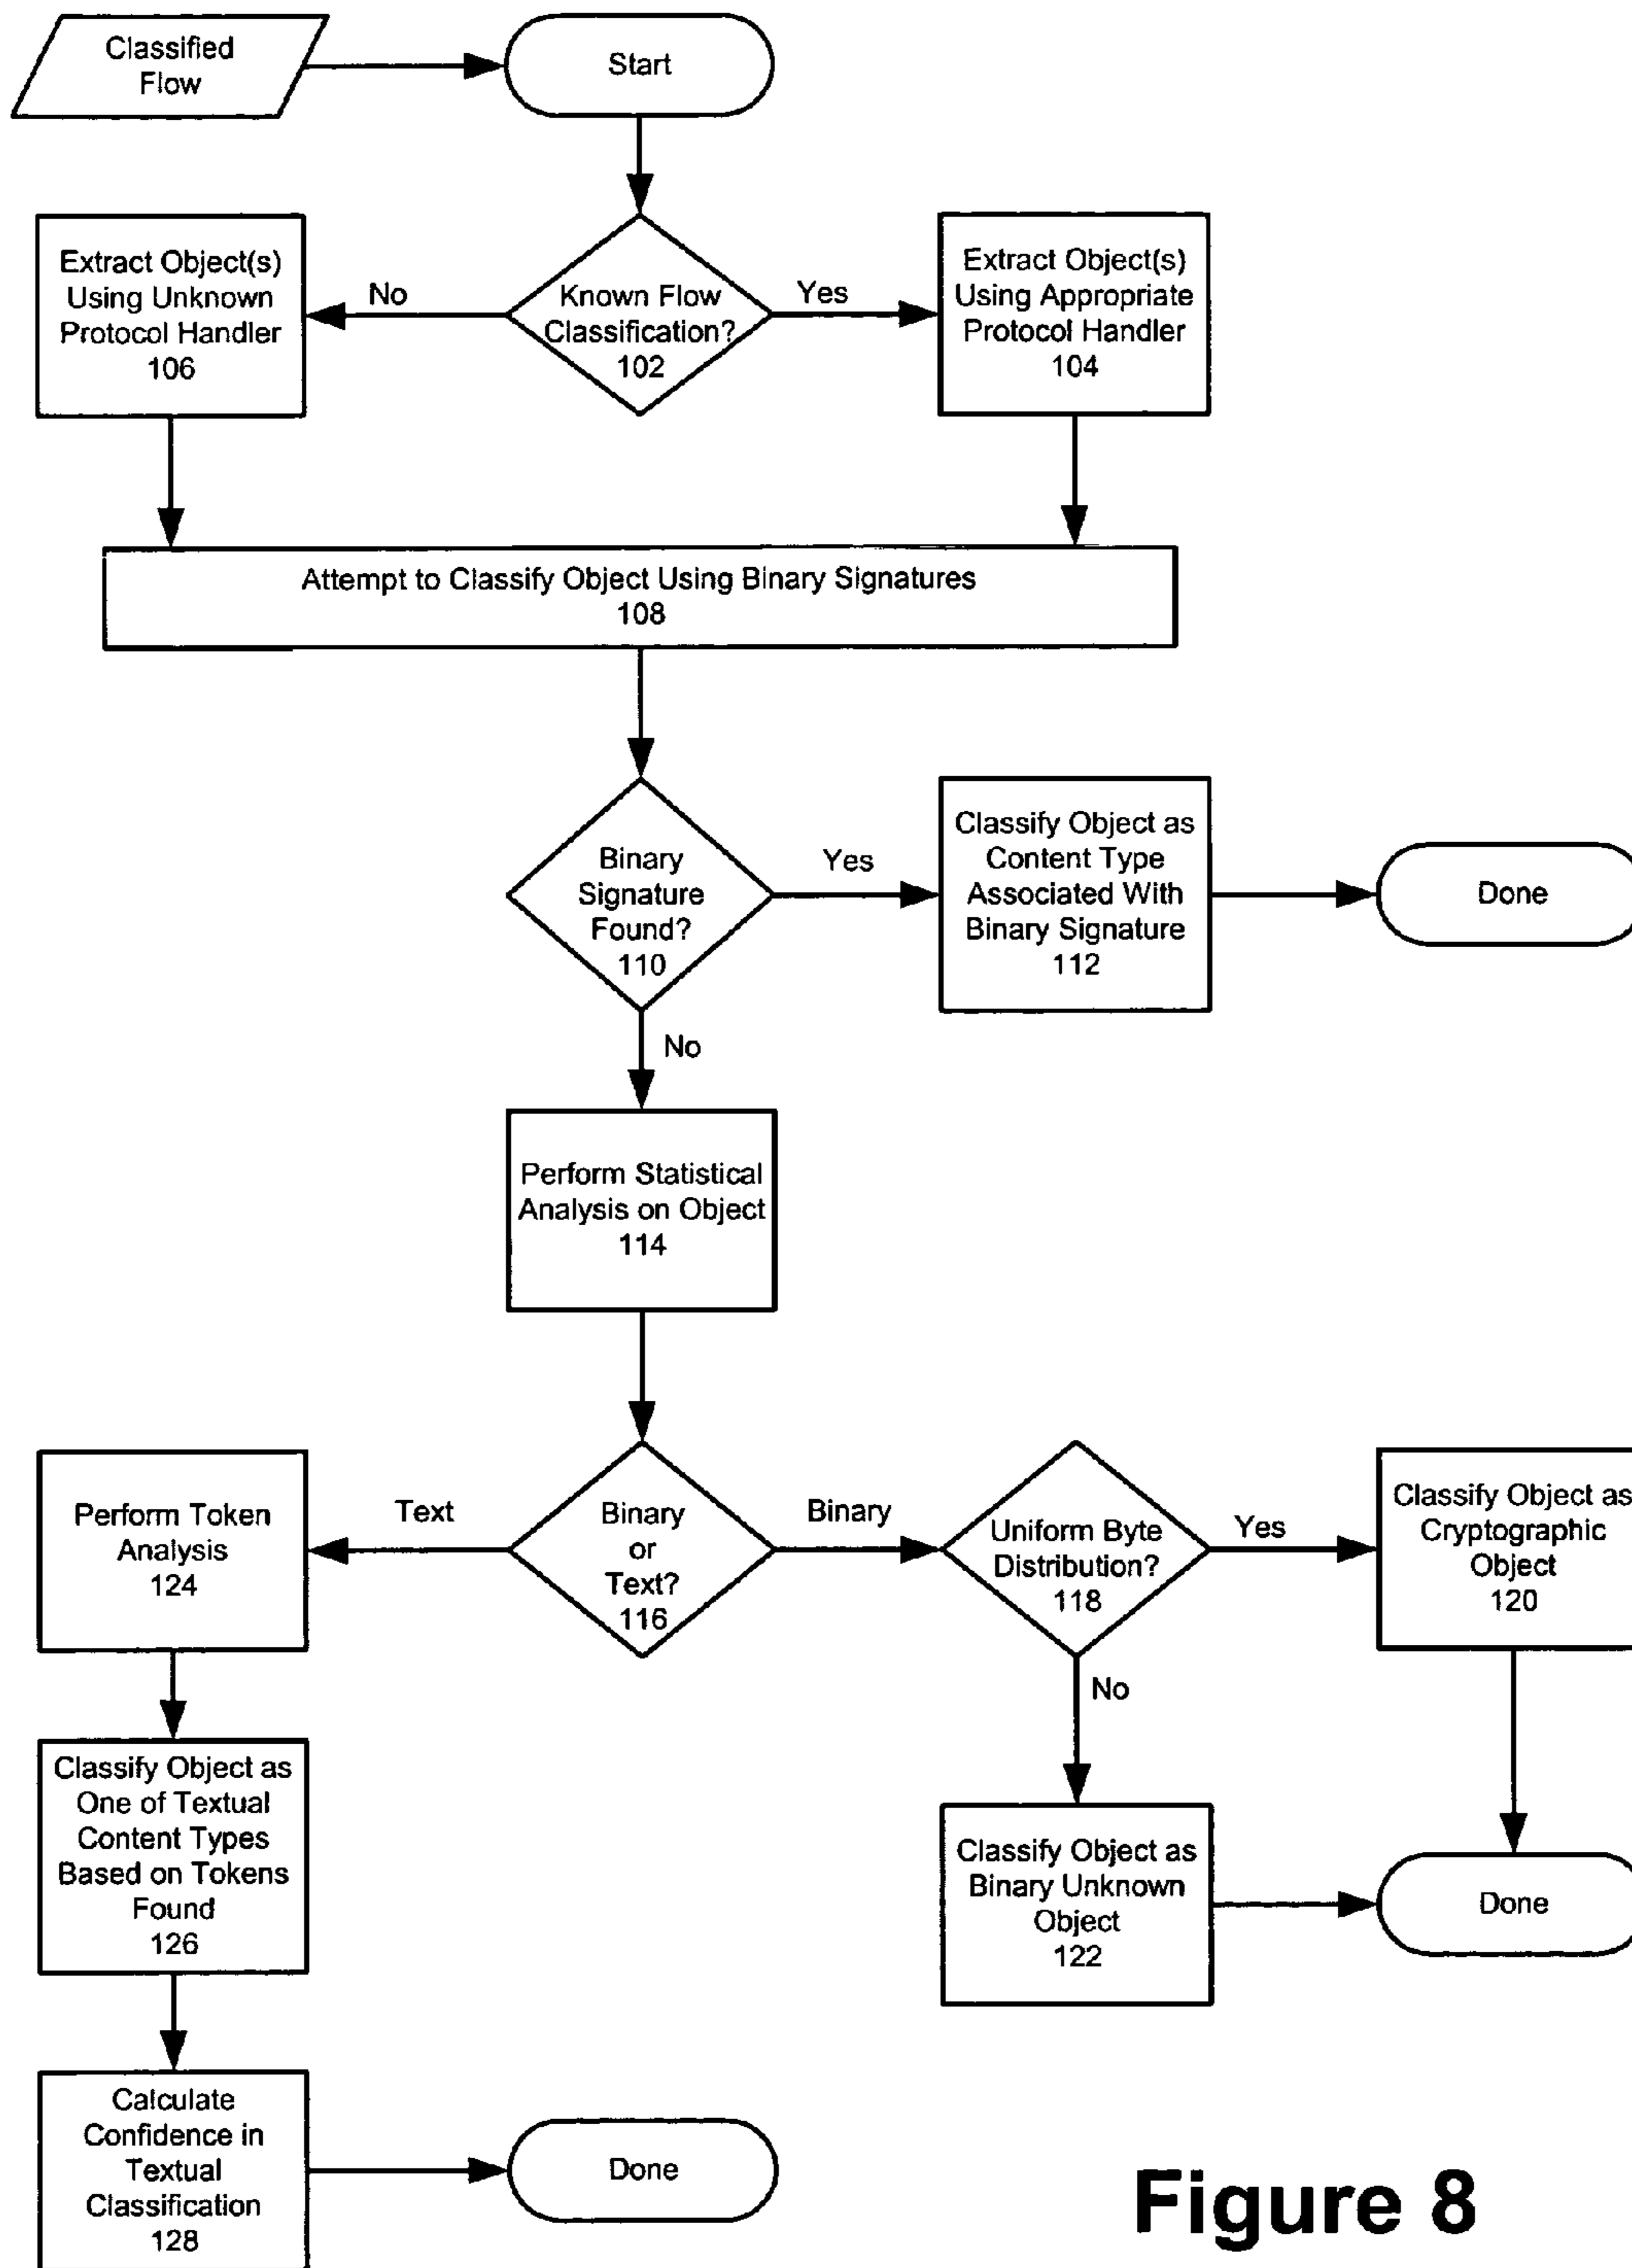 Classified
Flow
Start
Extract Object(s)
Using Unknown
Protocol Handler
106
No
Known Flow
Classification?
102
Yes
Extract Object(s)
Using Appropriate
Protocol Handler
104
Attempt to Classify Object Using Binary Signatures
108
Binary
Signature
Found?
110
Yes
Classify Object as
Content Type
Associated With
Binary Signature
112
Done
No
Perform Statistical
Analysis on Object
114
Perform Token
Analysis
124
Text
Binary
or
Text?
116
Binary
Uniform Byte
Distribution?
118
Yes
Classify Object as
Cryptographic
Object
120
No
Classify Object as
One of Textual
Content Types
Based on Tokens
Found
126
Classify Object as
Binary Unknown
Object
122
Done
Calculate
Confidence in
Textual
Classification
128
Done
Figure 8